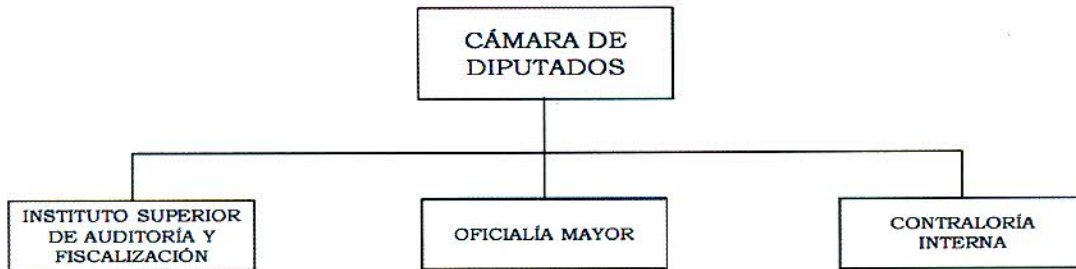 CÁMARA DE
DIPUTADOS
INSTITUTO SUPERIOR
DE AUDITORÍA Y
FISCALIZACIÓN
OFICIALÍA MAYOR
CONTRALORÍA
INTERNA